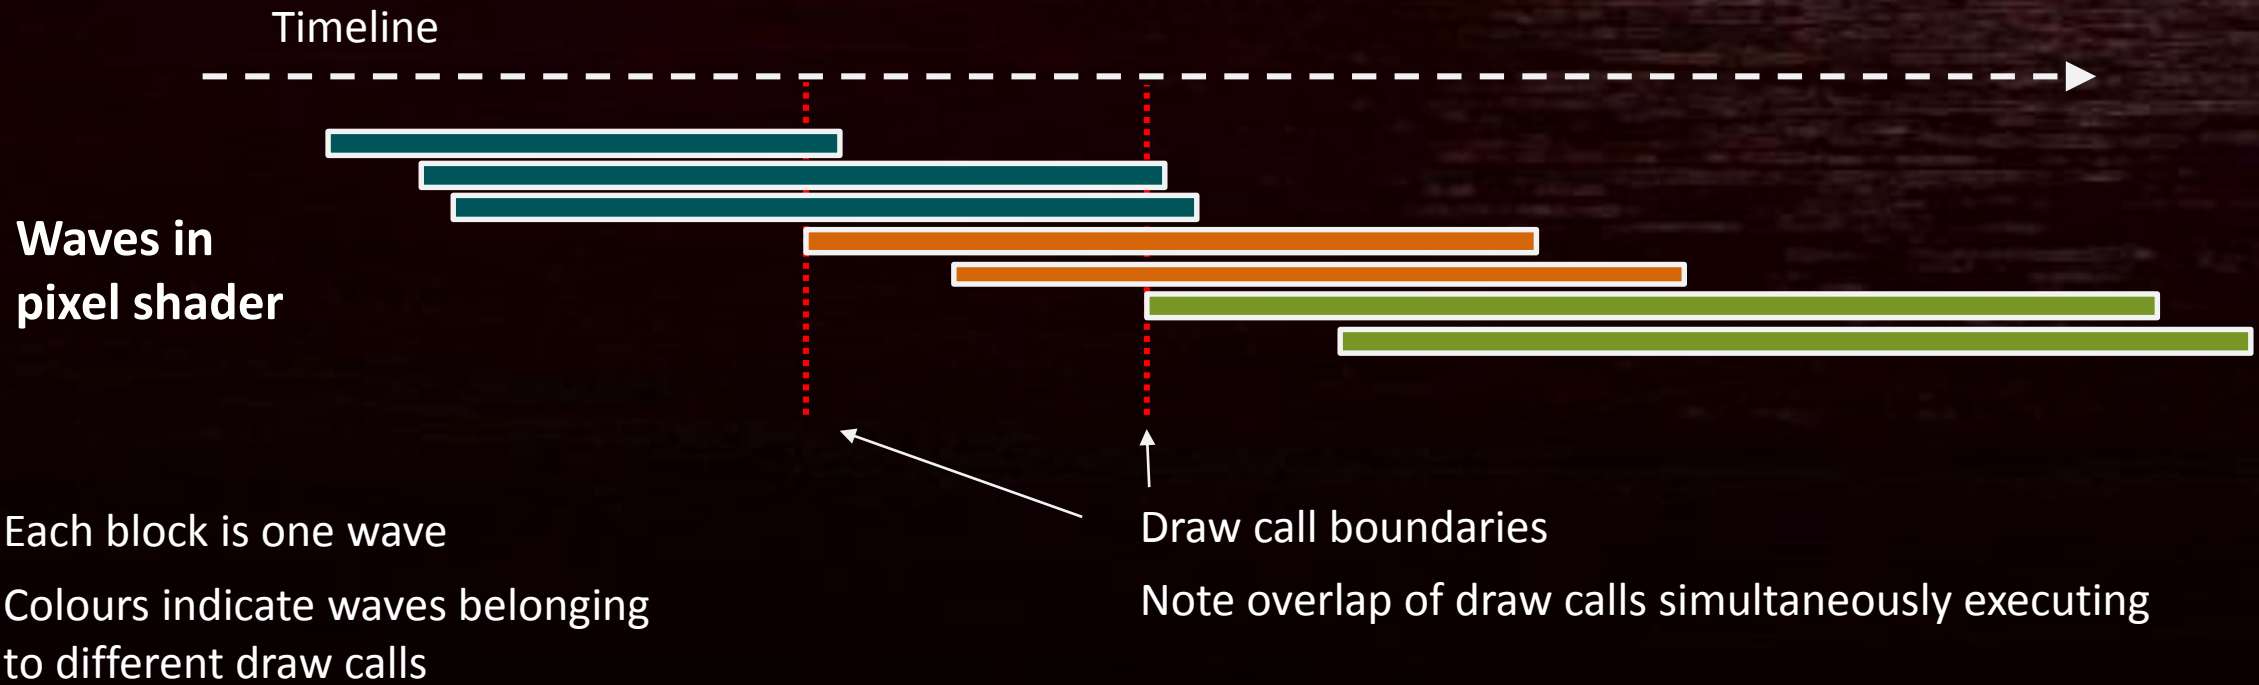 Timeline
Waves in
pixel shader
Each block is one wave
Colours indicate waves belonging
to different draw calls
Draw call boundaries
Note overlap of draw calls simultaneously executing